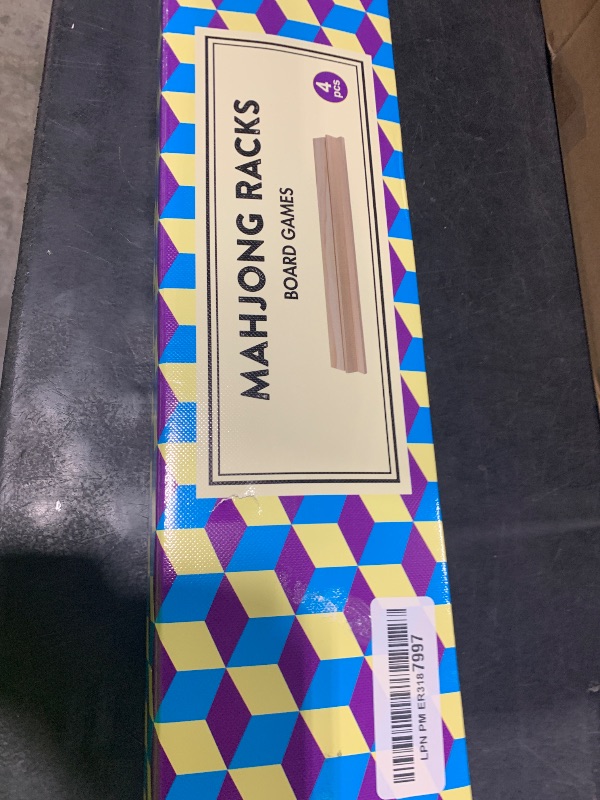 MAHJONG RACKS
BOARD GAMES
4
pcs
LPN PM ER3187997